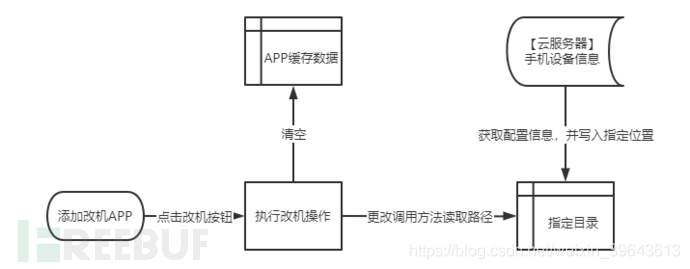 【云服务器】
手机设备信息
APP缓存数据
清空
获取配置信息，并写入指定位置
添加改机APP
点击改机按钮
执行改机操作
更改调用方法读取路径
指定目录
FREEBUF
https://blog.csdn.net/weixin_39643613